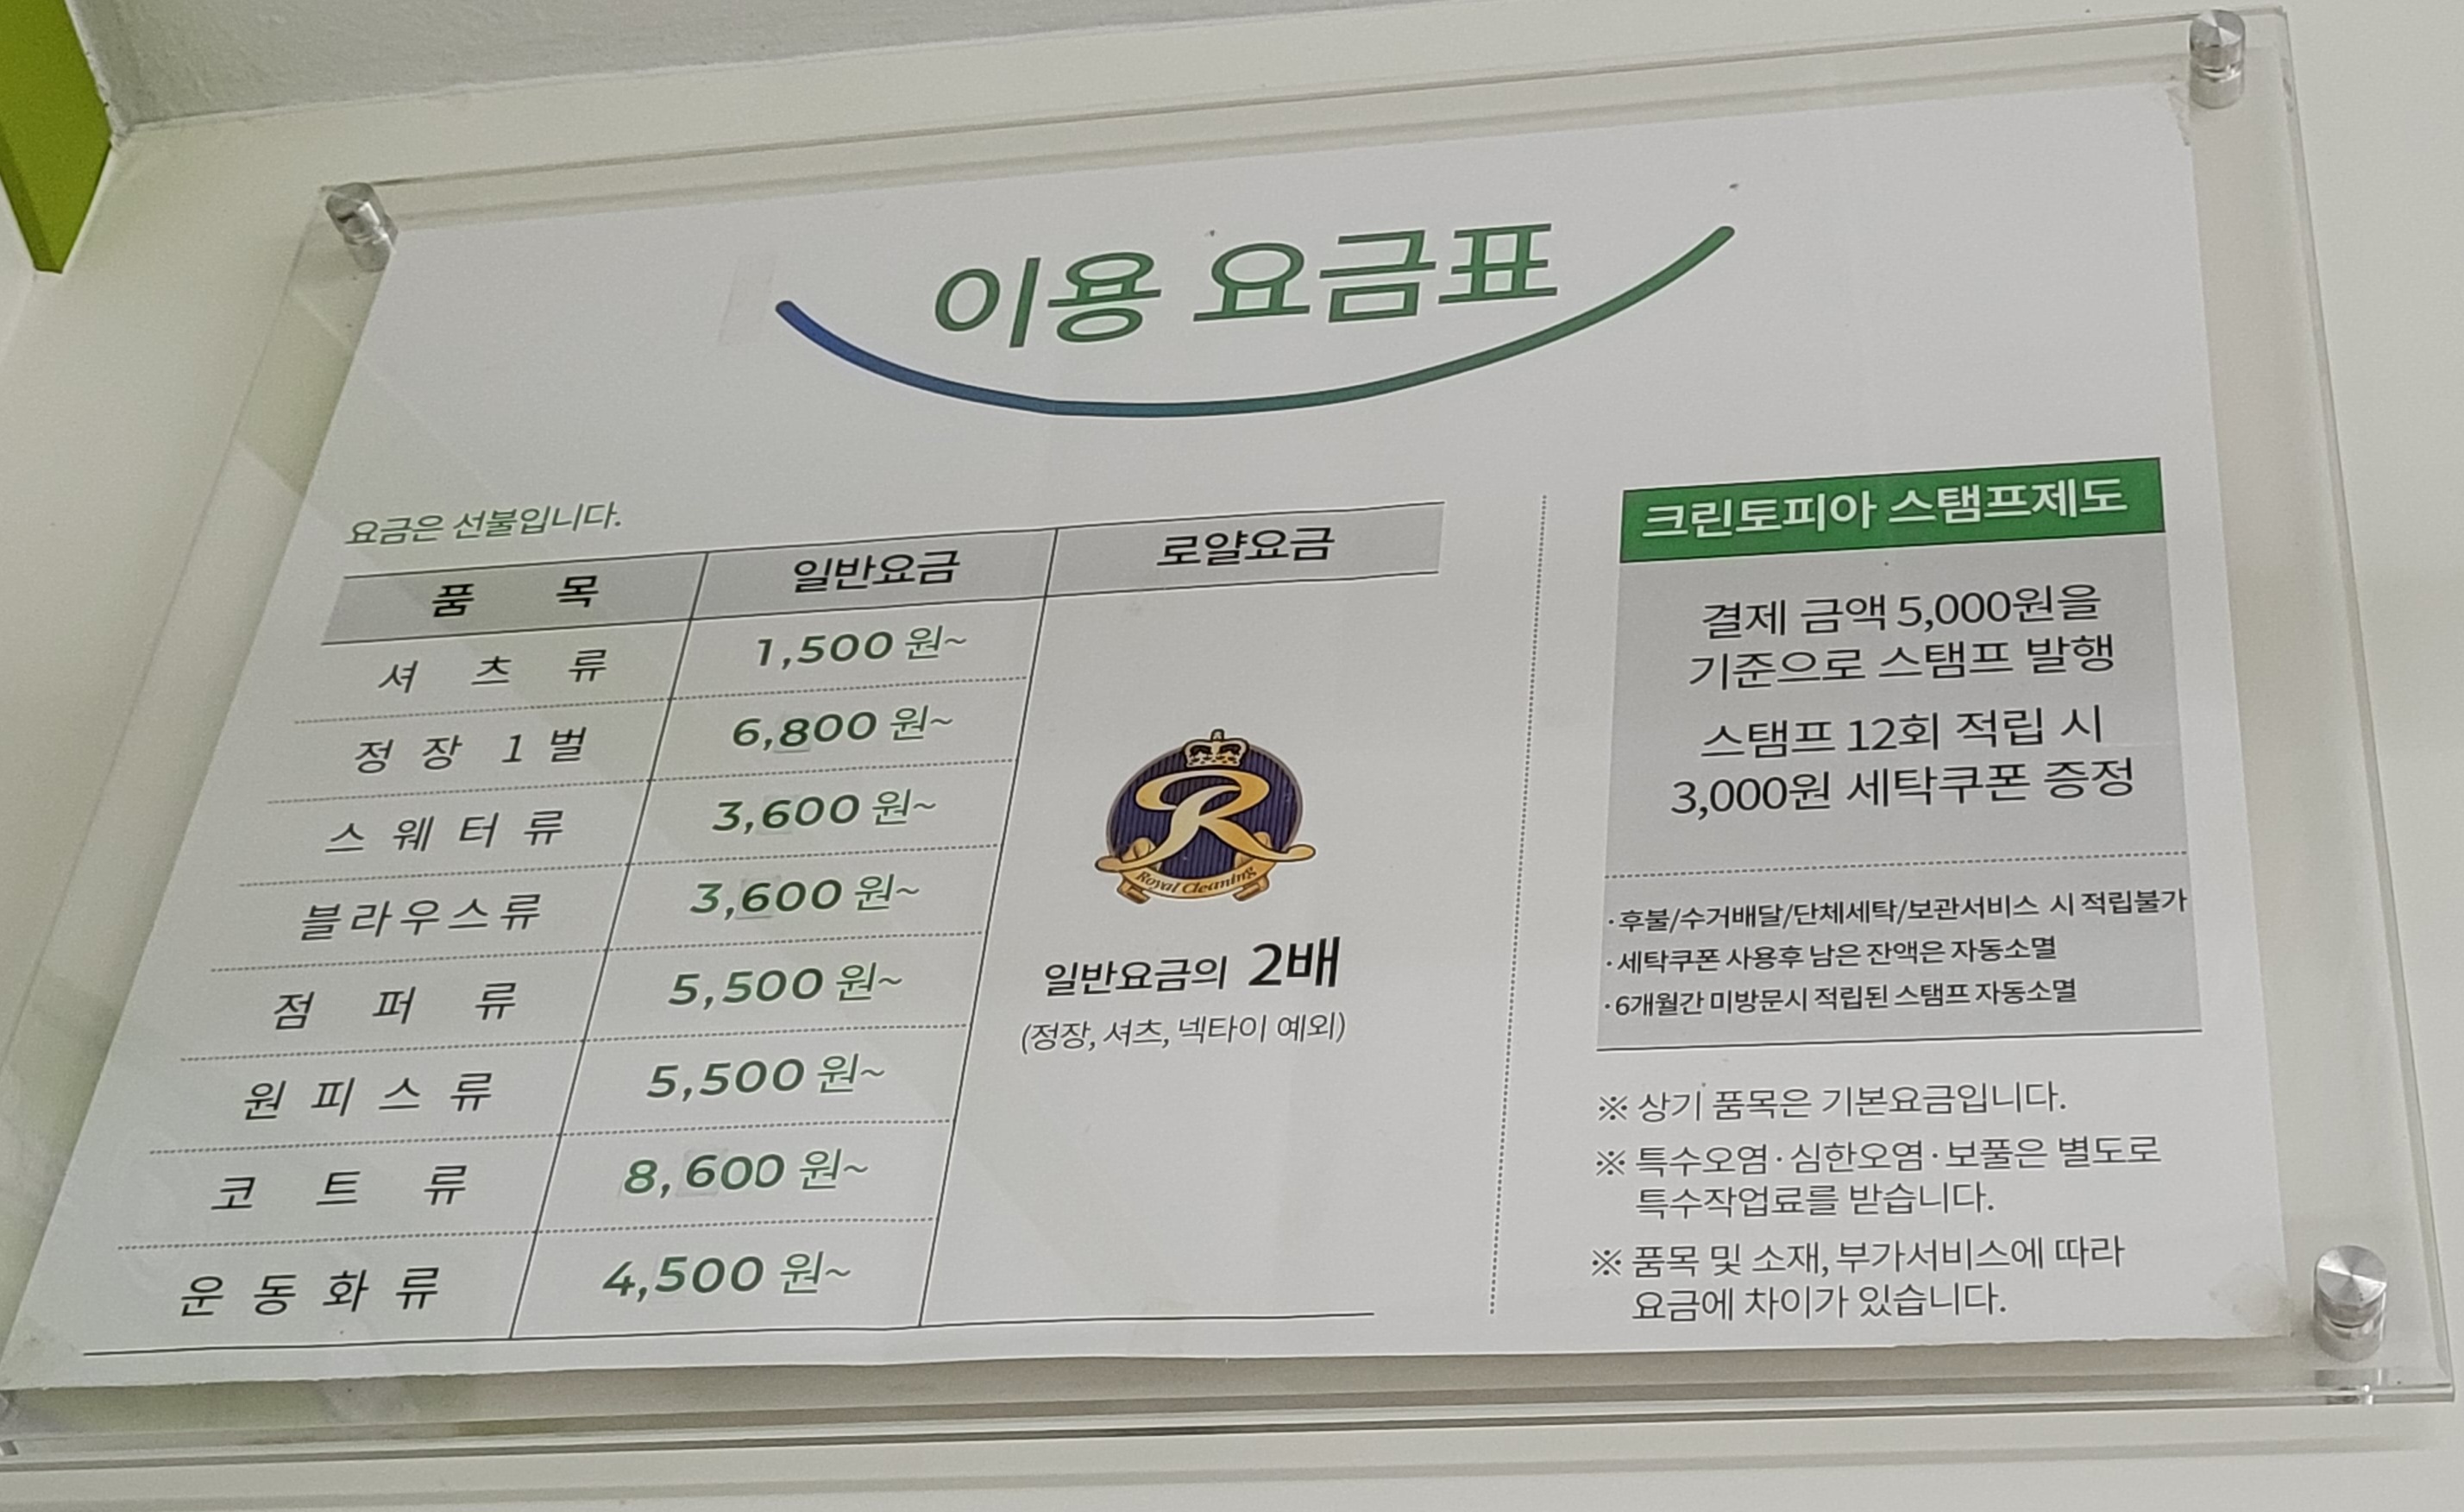 이용 요금표
요금은 선불입니다.
품 목 일반요금 로얄요금
셔 츠 류 1,500 원~
정 장 1 벌 6,800 원~
스 웨 터 류 3,600 원~
블라우스류 3,600 원~
점 퍼 류 5,500 원~
원 피 스 류 5,500 원~
코 트 류 8,600 원~
운 동 화 류 4,500 원~
R
Royal Cleaning
일반요금의 2배
(정장, 셔츠, 넥타이 예외)
크린토피아 스탬프제도
결제 금액 5,000원을
기준으로 스탬프 발행
스탬프 12회 적립 시
3,000원 세탁쿠폰 증정
· 후불/수거배달/단체세탁/보관서비스 시 적립불가
· 세탁쿠폰 사용후 남은 잔액은 자동소멸
· 6개월간 미방문시 적립된 스탬프 자동소멸
※ 상기 품목은 기본요금입니다.
※ 특수오염·심한오염·보풀은 별도로
특수작업료를 받습니다.
※ 품목 및 소재, 부가서비스에 따라
요금에 차이가 있습니다.